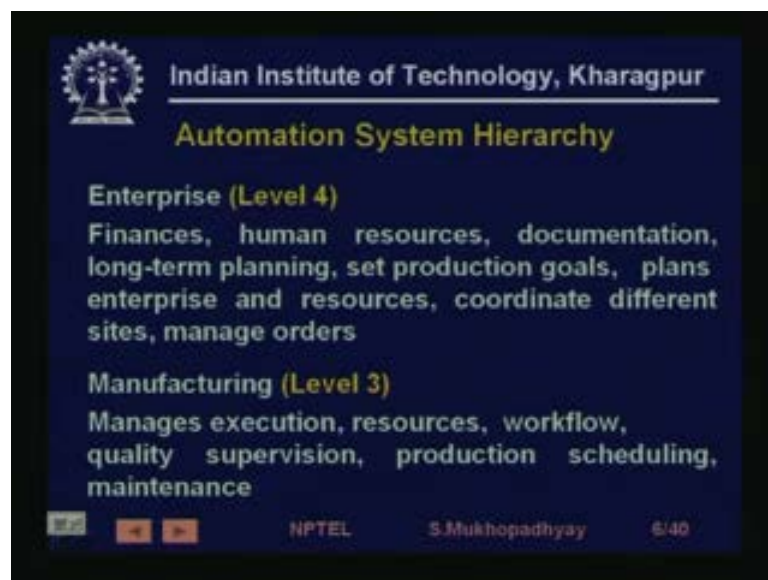 Indian Institute of Technology, Kharagpur
Automation System Hierarchy
Enterprise (Level 4)
Finances, human resources, documentation,
long-term planning, set production goals, plans
enterprise and resources, coordinate different
sites, manage orders
Manufacturing (Level 3)
Manages execution, resources, workflow,
quality supervision, production scheduling,
maintenance
NPTEL S.Mukhopadhyay 6/40